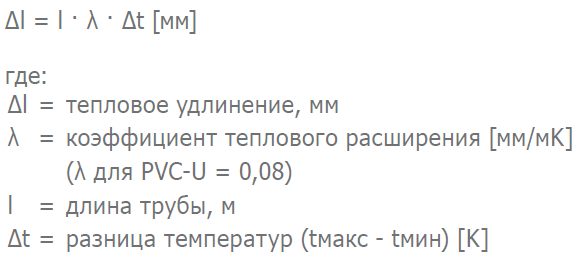 Δl = l · λ · Δt [мм]
где:
Δl = тепловое удлинение, мм
λ = коэффициент теплового расширения [мм/мK]
(λ для PVC-U = 0,08)
l = длина трубы, м
Δt = разница температур (tмакс - tмин) [K]